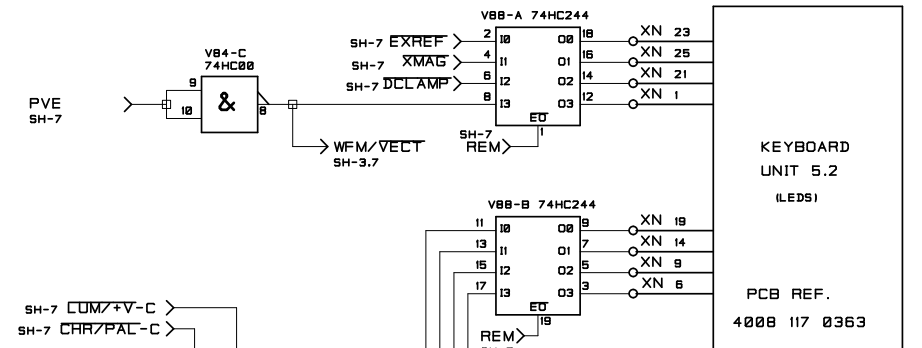 V88-A 74HC244
SH-7 EXREF 2 I0 O0 18 XN 23
V84-C
74HC00
SH-7 XMAG 4 I1 O1 16 XN 25
SH-7 DCLAMP 6 I2 O2 14 XN 21
9
10
&
8
PVE
SH-7
8 I3 O3 12 XN 1
EO
1
SH-7
REM
WFM/VECT
SH-3.7
KEYBOARD
UNIT 5.2
(LEDS)
V88-B 74HC244
11 I0 O0 9 XN 19
13 I1 O1 7 XN 14
15 I2 O2 5 XN 9
17 I3 O3 3 XN 6
EO
19
REM
SH-7 LUM/+V-C
SH-7 CHR/PAL-C
PCB REF.
4008 117 0363